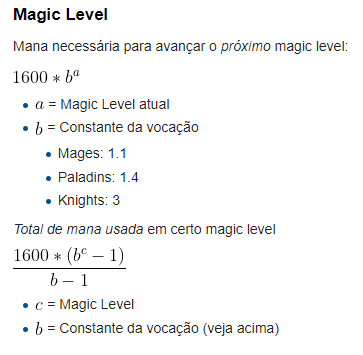 Magic Level
Mana necessária para avançar o próximo magic level:
1600 * b^a
• a = Magic Level atual
• b = Constante da vocação
• Mages: 1.1
• Paladins: 1.4
• Knights: 3
Total de mana usada em certo magic level
1600 * (b^c − 1)
b − 1
• c = Magic Level
• b = Constante da vocação (veja acima)